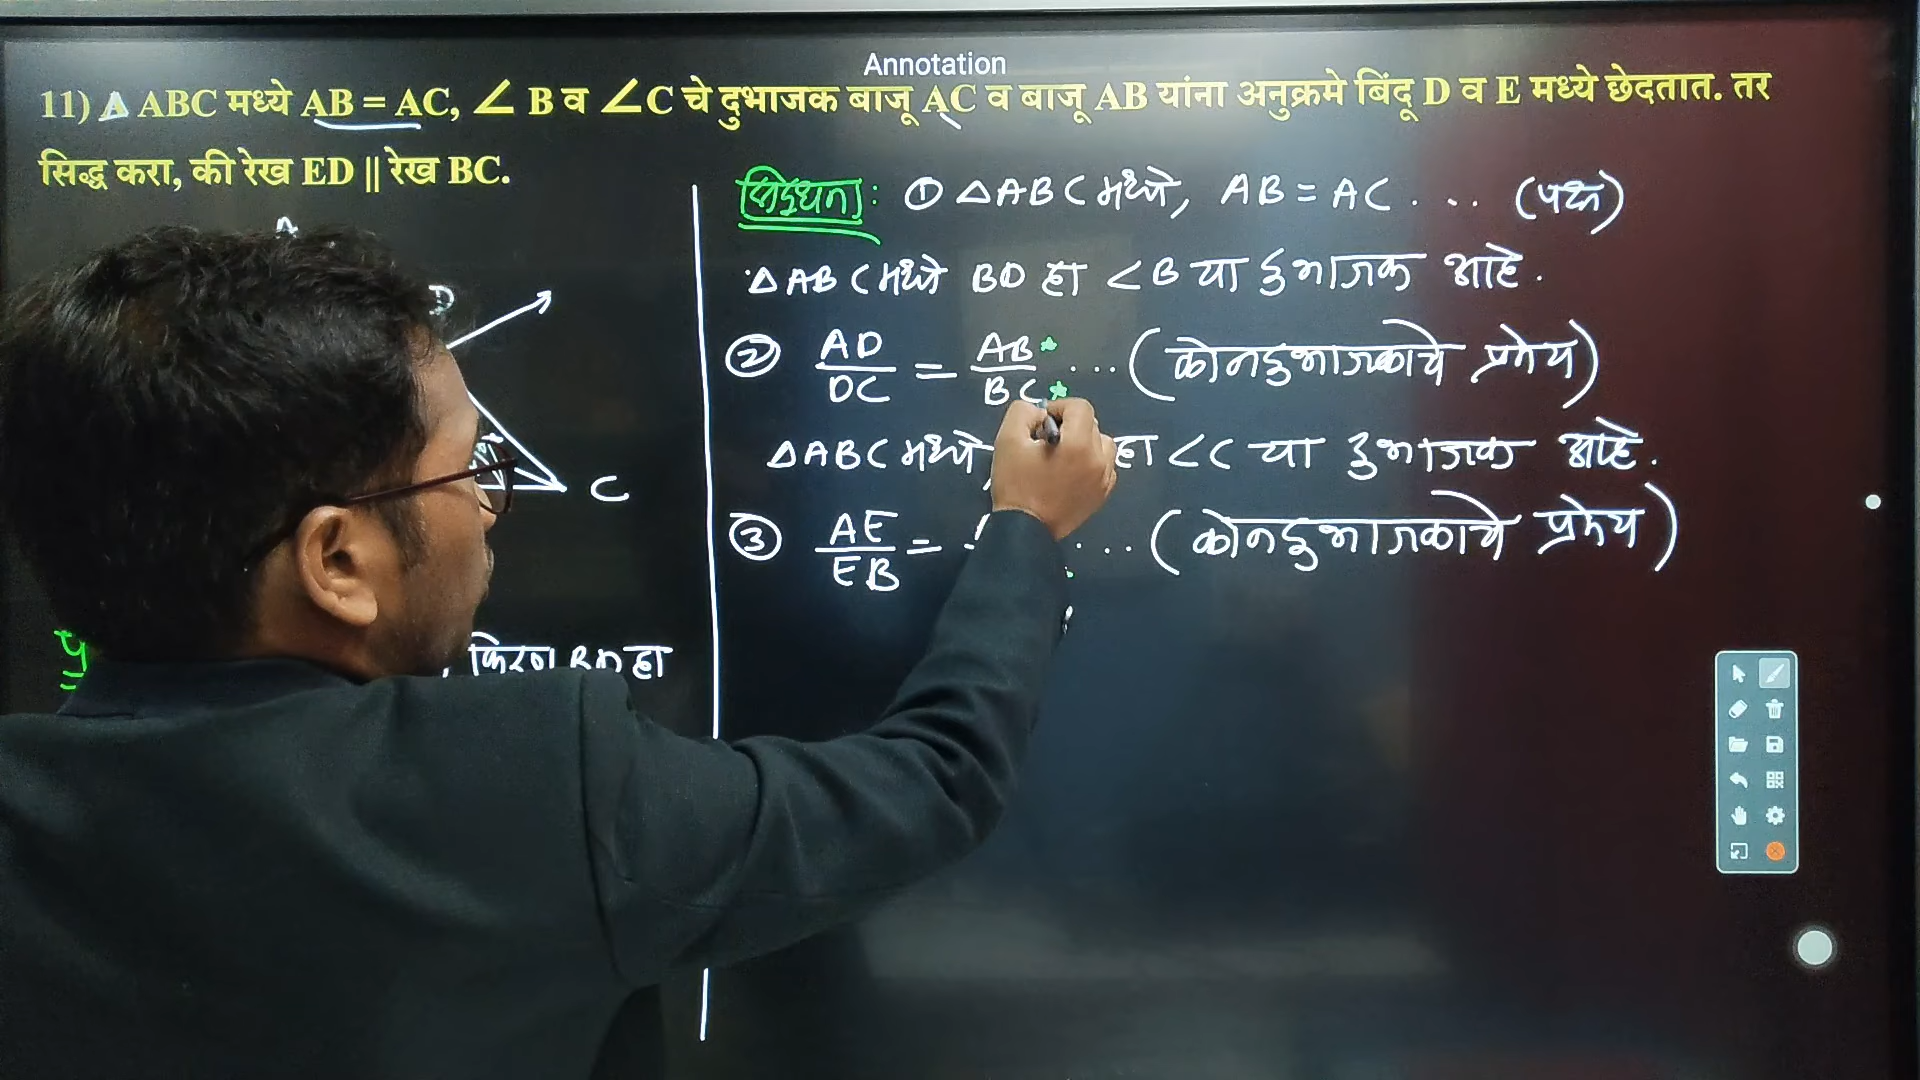 Annotation
11) △ ABC मध्ये AB = AC, ∠ B व ∠C चे दुभाजक बाजू AC व बाजू AB यांना अनुक्रमे बिंदू D व E मध्ये छेदतात. तर
सिद्ध करा, की रेख ED || रेख BC.
A
D
C
किरण BD हा
① △ABC मध्ये, AB = AC ... (पक्ष)
△ABC मध्ये BD हा ∠B चा दुभाजक आहे.
② AD/DC = AB/BC ... (कोनदुभाजकाचे प्रमेय)
△ABC मध्ये, हा ∠C चा दुभाजक आहे.
③ AE/EB = ... (कोनदुभाजकाचे प्रमेय)